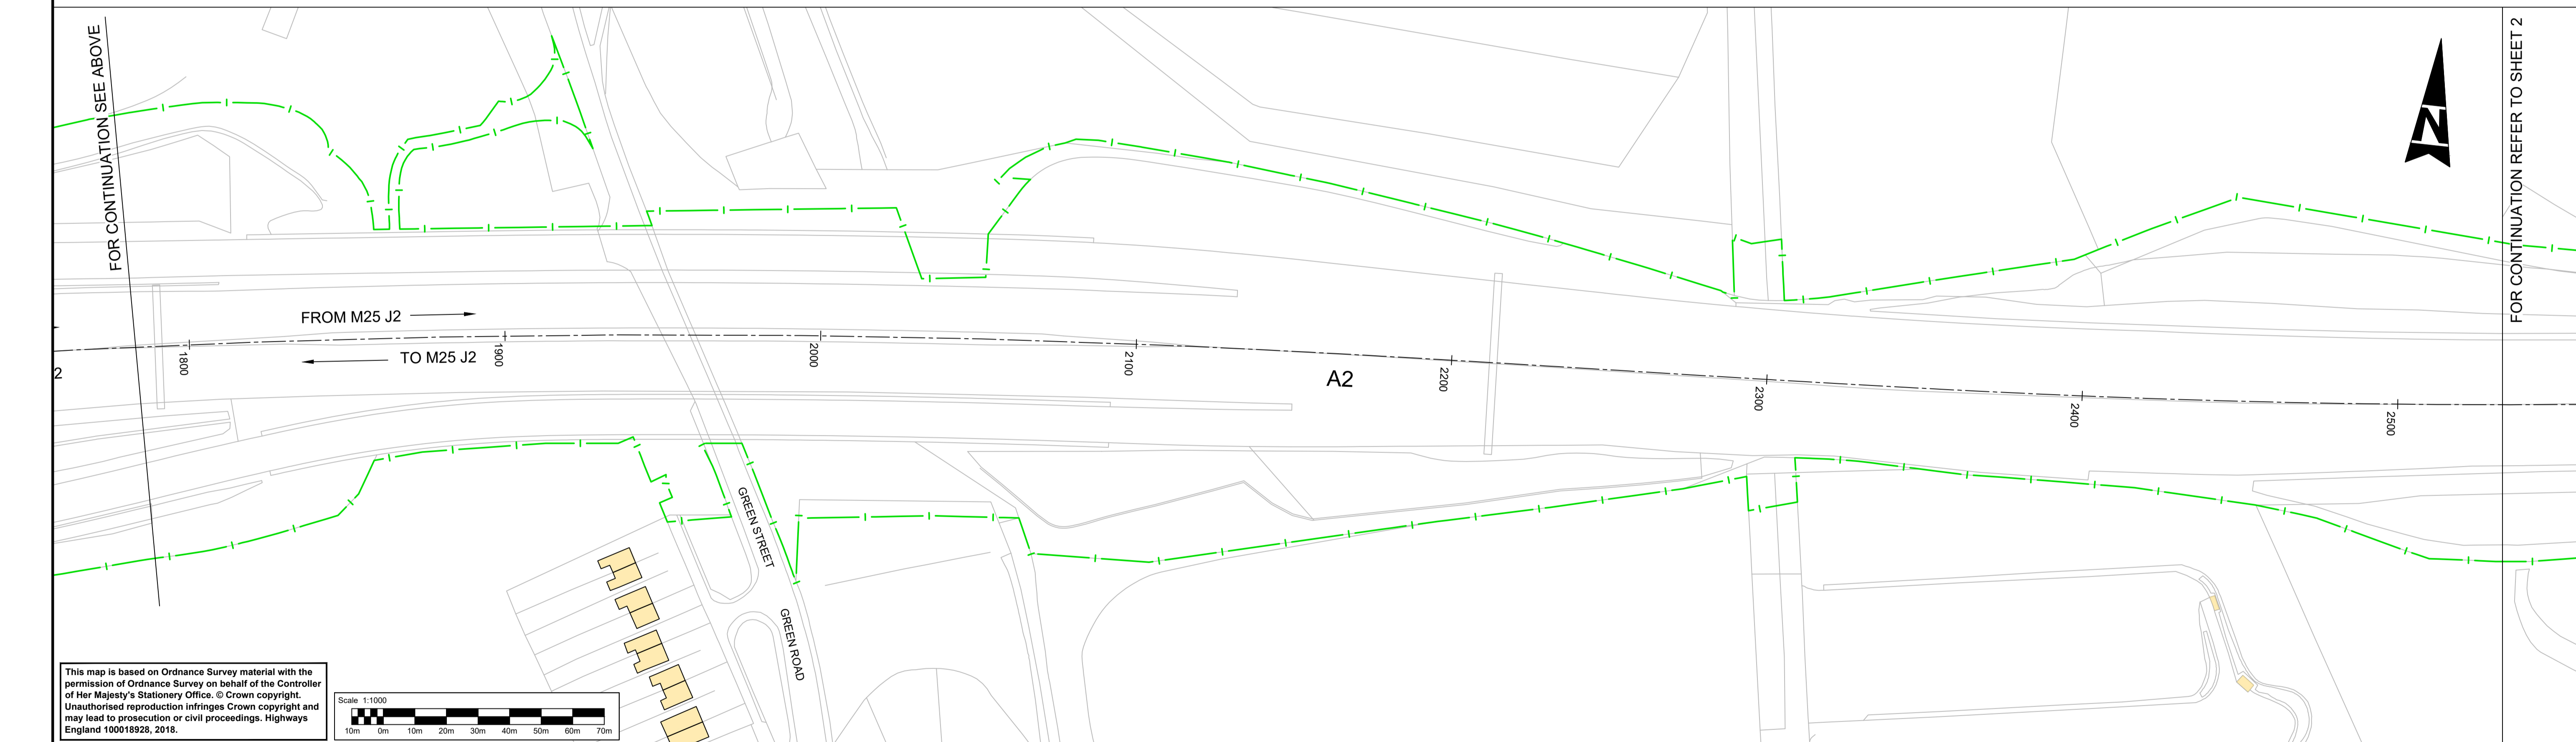 FOR CONTINUATION SEE ABOVE
FOR CONTINUATION REFER TO SHEET 2
N
FROM M25 J2
TO M25 J2
2
1800
1900
2000
2100
2200
2300
2400
2500
A2
GREEN STREET
GREEN ROAD
This map is based on Ordnance Survey material with the
permission of Ordnance Survey on behalf of the Controller
of Her Majesty's Stationery Office. © Crown copyright.
Unauthorised reproduction infringes Crown copyright and
may lead to prosecution or civil proceedings. Highways
England 100018928, 2018.
Scale 1:1000
10m 0m 10m 20m 30m 40m 50m 60m 70m